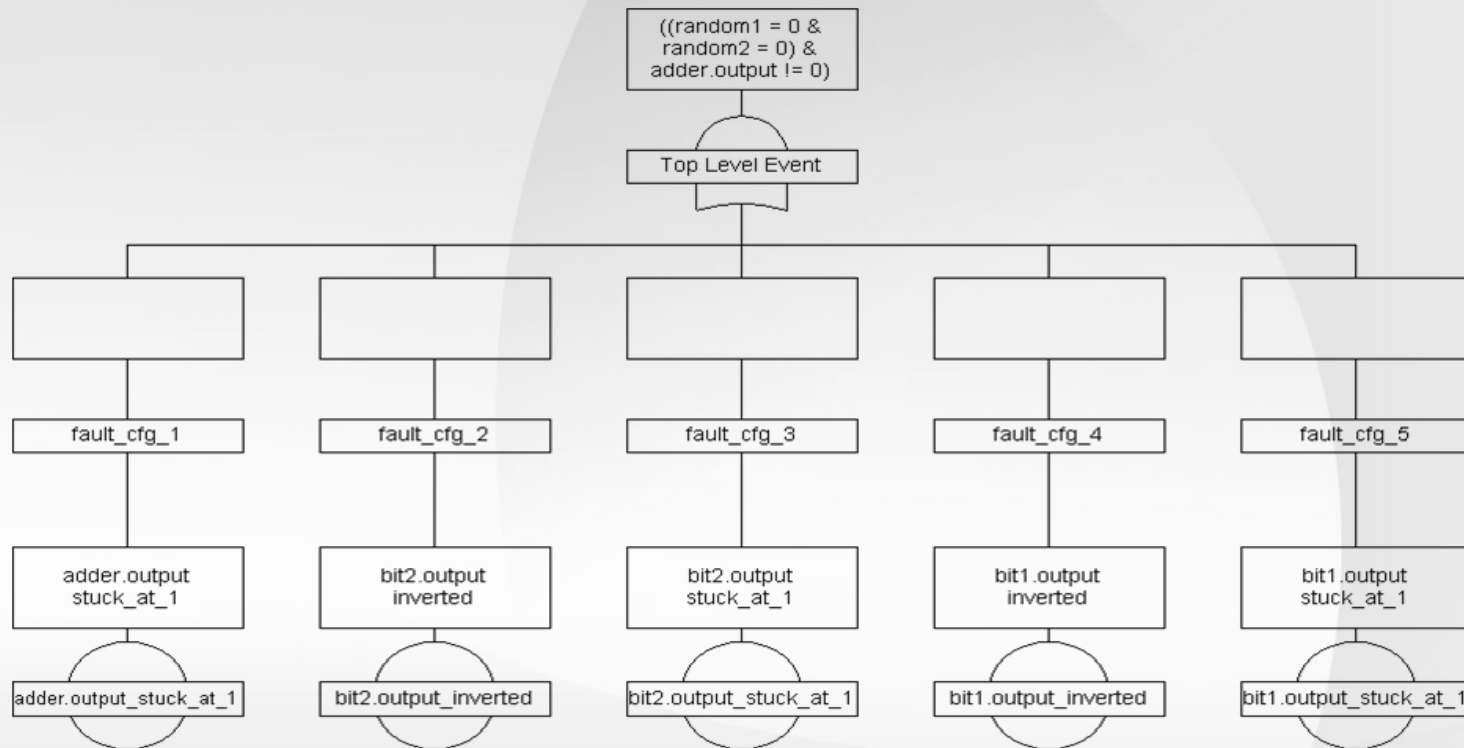 ((random1 = 0 &
random2 = 0) &
adder.output != 0)
Top Level Event
fault_cfg_1
fault_cfg_2
fault_cfg_3
fault_cfg_4
fault_cfg_5
adder.output
stuck_at_1
bit2.output
inverted
bit2.output
stuck_at_1
bit1.output
inverted
bit1.output
stuck_at_1
adder.output_stuck_at_1
bit2.output_inverted
bit2.output_stuck_at_1
bit1.output_inverted
bit1.output_stuck_at_1